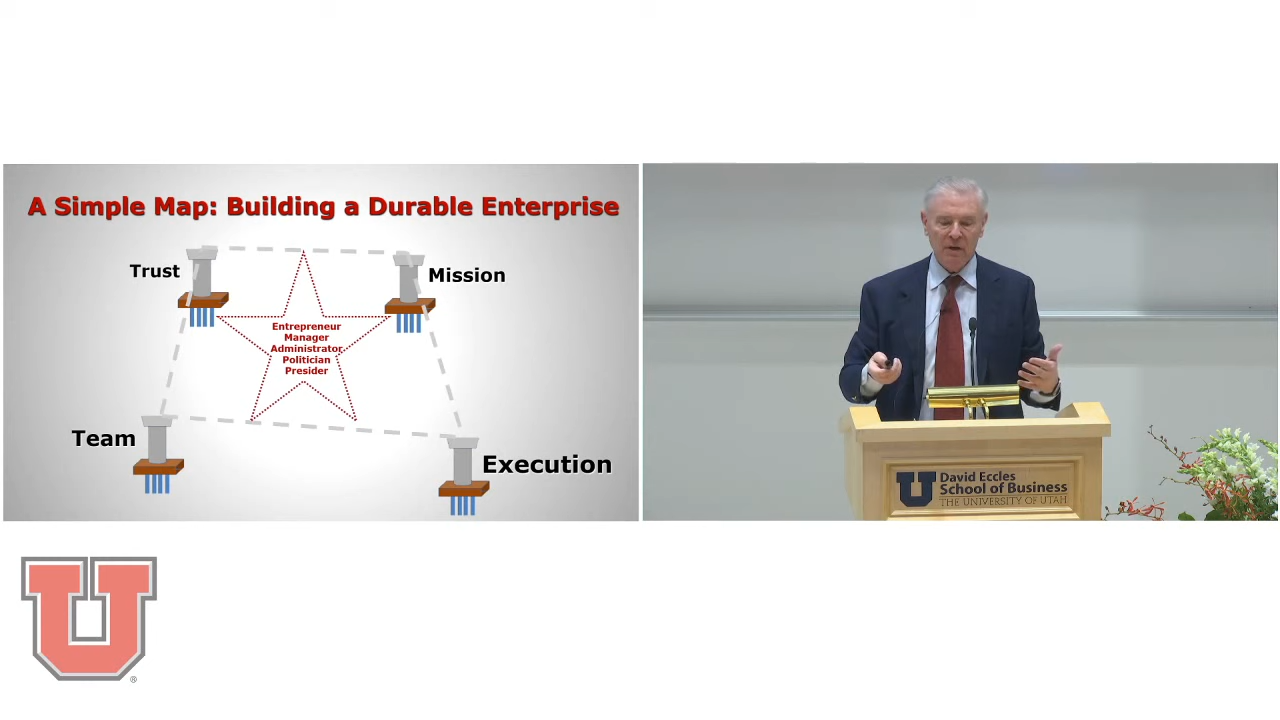 A Simple Map: Building a Durable Enterprise
Trust
Mission
Entrepreneur
Manager
Administrator
Politician
Presider
Team
Execution
U David Eccles
School of Business
THE UNIVERSITY OF UTAH
U
®